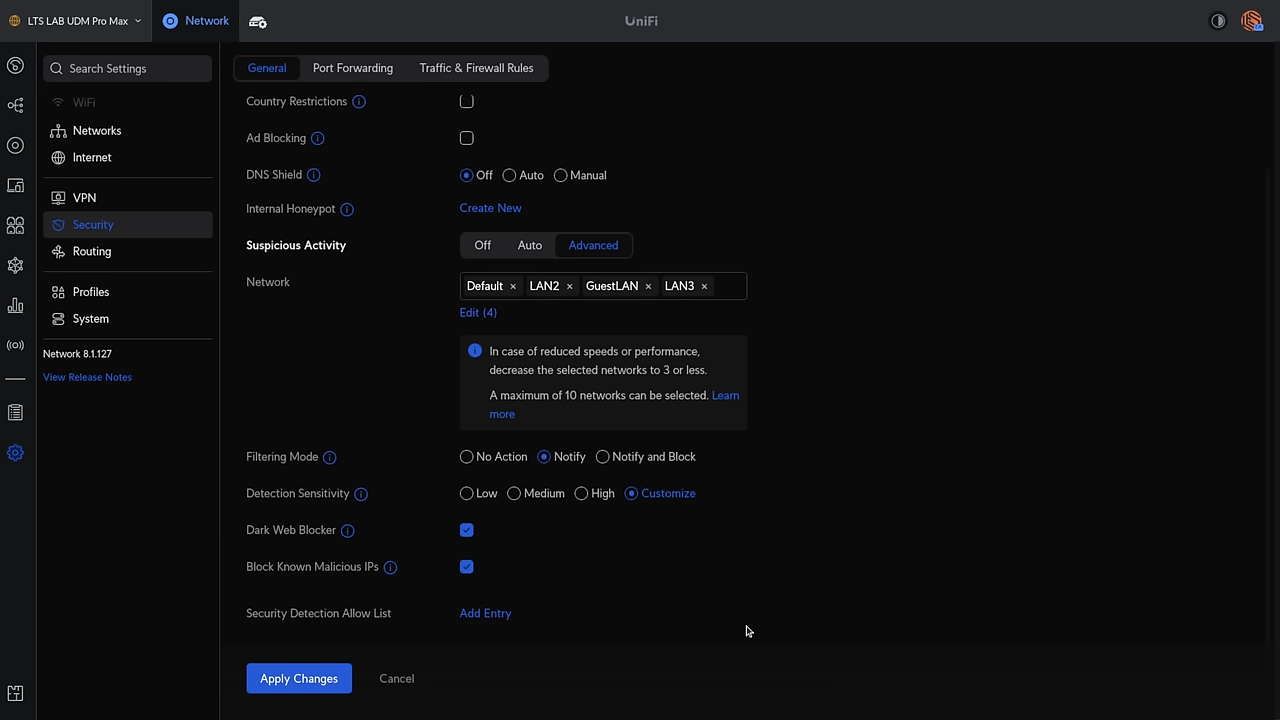 LTS LAB UDM Pro Max
Network
UniFi
Search Settings
WiFi
Networks
Internet
VPN
Security
Routing
Profiles
System
Network 8.1.127
View Release Notes
General
Port Forwarding
Traffic & Firewall Rules
Country Restrictions
Ad Blocking
DNS Shield
Off
Auto
Manual
Internal Honeypot
Create New
Suspicious Activity
Off
Auto
Advanced
Network
Default × LAN2 × GuestLAN × LAN3 ×
Edit (4)
In case of reduced speeds or performance,
decrease the selected networks to 3 or less.
A maximum of 10 networks can be selected. Learn
more
Filtering Mode
No Action
Notify
Notify and Block
Detection Sensitivity
Low
Medium
High
Customize
Dark Web Blocker
Block Known Malicious IPs
Security Detection Allow List
Add Entry
Apply Changes
Cancel